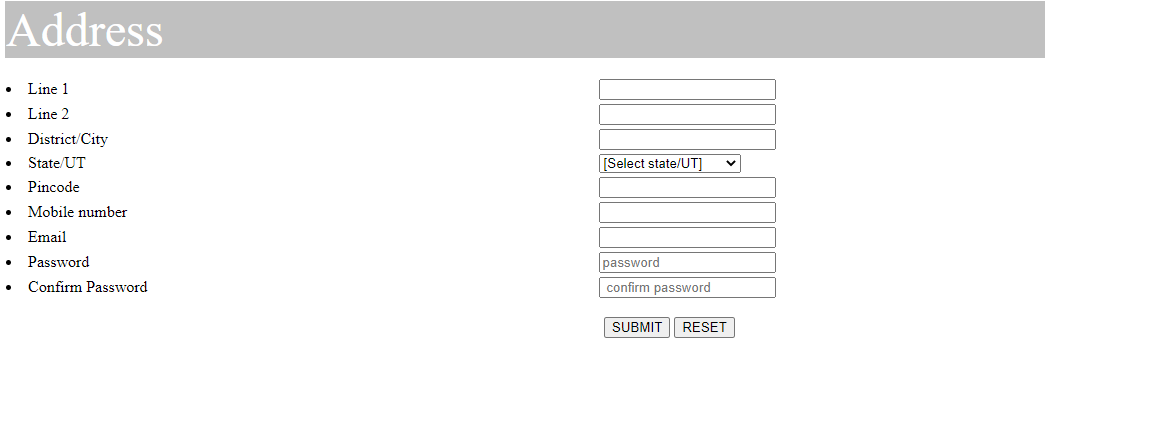 Address
Line 1
Line 2
District/City
State/UT [Select state/UT]
Pincode
Mobile number
Email
Password password
Confirm Password confirm password
SUBMIT RESET